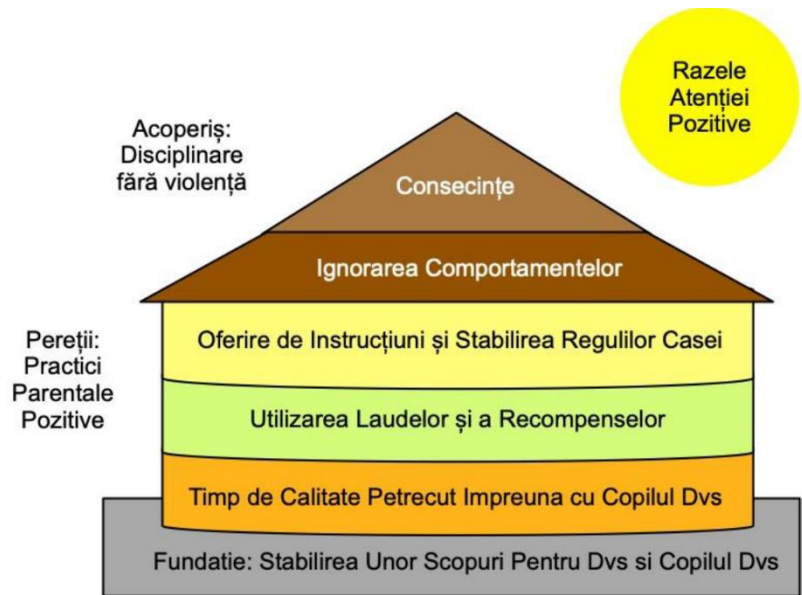 Razele
Atenției
Pozitive
Acoperiș:
Disciplinare
fără violență
Consecințe
Ignorarea Comportamentelor
Pereții:
Practici
Parentale
Pozitive
Oferire de Instrucțiuni și Stabilirea Regulilor Casei
Utilizarea Laudelor și a Recompenselor
Timp de Calitate Petrecut Impreuna cu Copilul Dvs
Fundatie: Stabilirea Unor Scopuri Pentru Dvs si Copilul Dvs